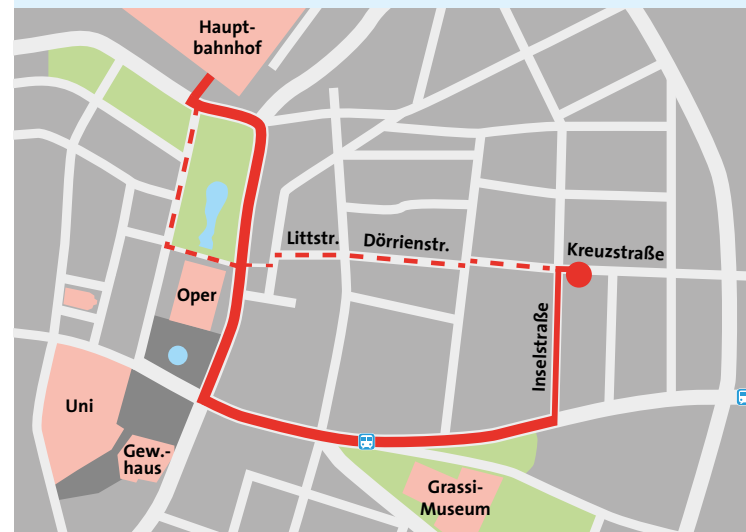 Haupt-
bahnhof
Littstr.
Dörrienstr.
Kreuzstraße
Oper
Inselstraße
Uni
Gew.-
haus
Grassi-
Museum